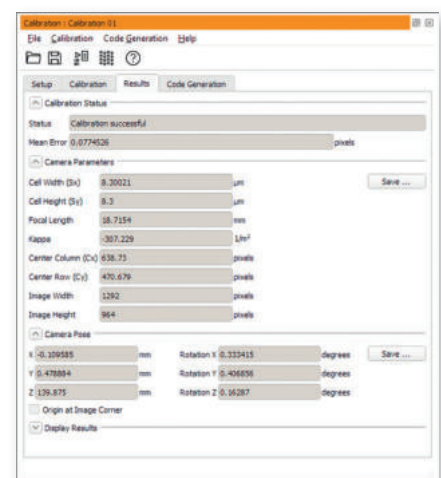 Calibration : Calibration 01
File Calibration Code Generation Help
Setup Calibration Results Code Generation
Calibration Status
Status Calibration successful
Mean Error 0.0774526 pixels
Camera Parameters
Cell Width (Sx) 8.30021 µm Save ...
Cell Height (Sy) 8.3 µm
Focal Length 18.7154 mm
Kappa -307.229 1/m²
Center Column (Cx) 638.73 pixels
Center Row (Cy) 470.679 pixels
Image Width 1292 pixels
Image Height 964 pixels
Camera Pose
X -0.109585 mm Rotation X 0.333415 degrees Save ...
Y 0.478884 mm Rotation Y 0.406856 degrees
Z 139.875 mm Rotation Z 0.16287 degrees
Origin at Image Corner
Display Results